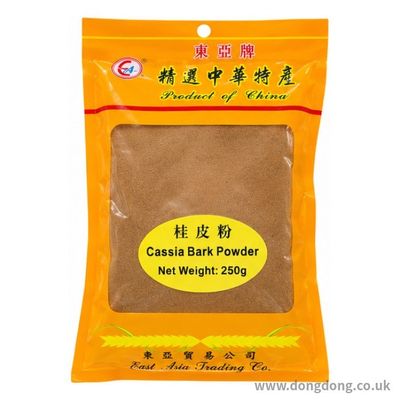 東亞牌
EA
精選中華特產
Product of China
桂皮粉
Cassia Bark Powder
Net Weight: 250g
東亞貿易公司
East Asia Trading Co.
www.dongdong.co.uk